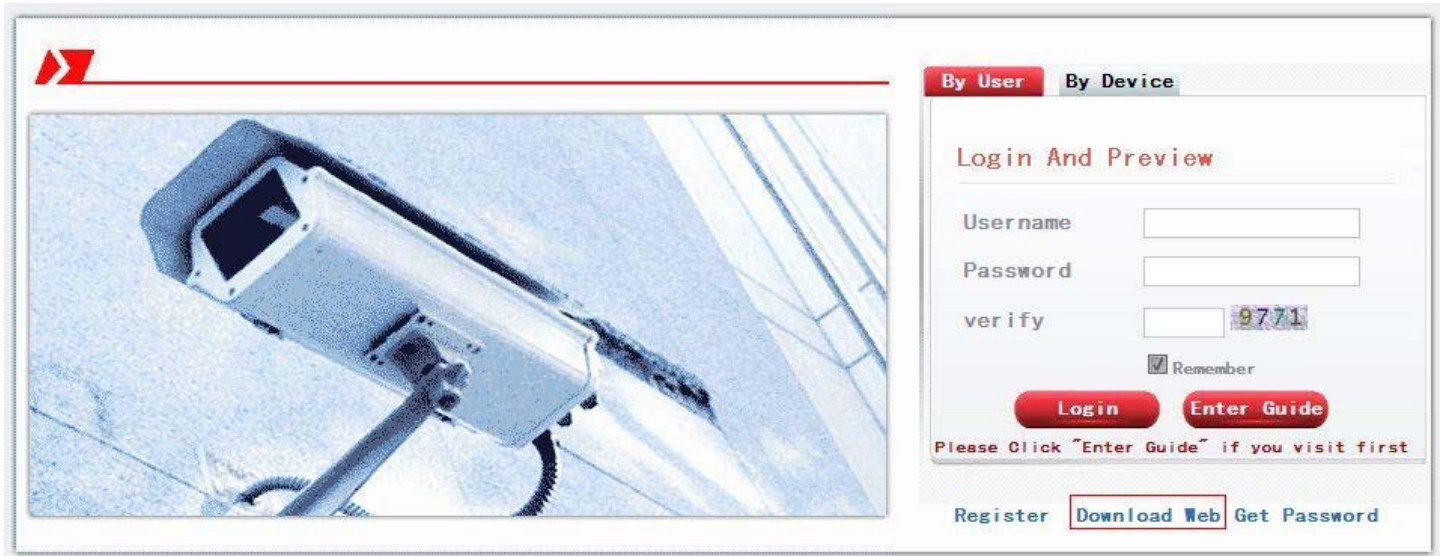 By User By Device
Login And Preview
Username
Password
verify 9771
Remember
Login Enter Guide
Please Click "Enter Guide" if you visit first
Register Download Web Get Password